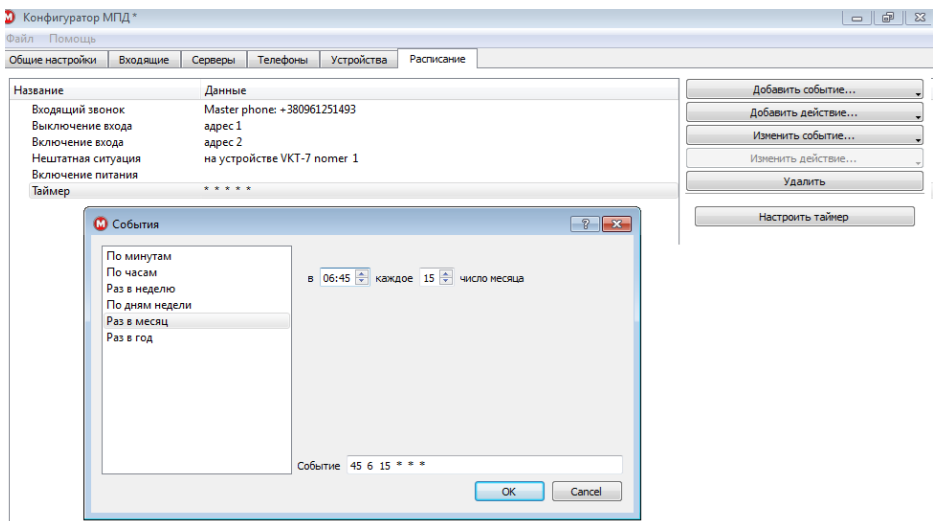 Конфигуратор МПД *
Файл Помощь
Общие настройки Входящие Серверы Телефоны Устройства Расписание
Название Данные
Входящий звонок Master phone: +380961251493
Выключение входа адрес 1
Включение входа адрес 2
Нештатная ситуация на устройстве VKT-7 nomer 1
Включение питания
Таймер * * * * *
Добавить событие...
Добавить действие...
Изменить событие...
Изменить действие...
Удалить
Настроить таймер
События
По минутам
По часам
Раз в неделю
По дням недели
Раз в месяц
Раз в год
в 06:45 каждое 15 число месяца
Событие 45 6 15 * * *
OK Cancel